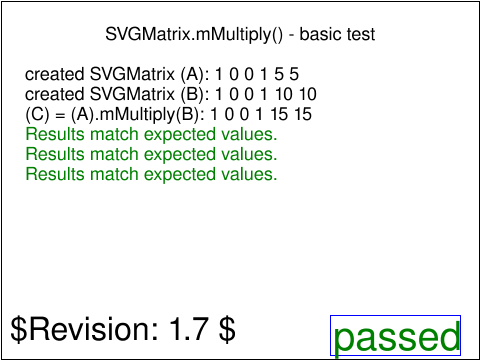 SVGMatrix.mMultiply() - basic test
created SVGMatrix (A): 1 0 0 1 5 5
created SVGMatrix (B): 1 0 0 1 10 10
(C) = (A).mMultiply(B): 1 0 0 1 15 15
Results match expected values.
Results match expected values.
Results match expected values.
$Revision: 1.7 $
passed